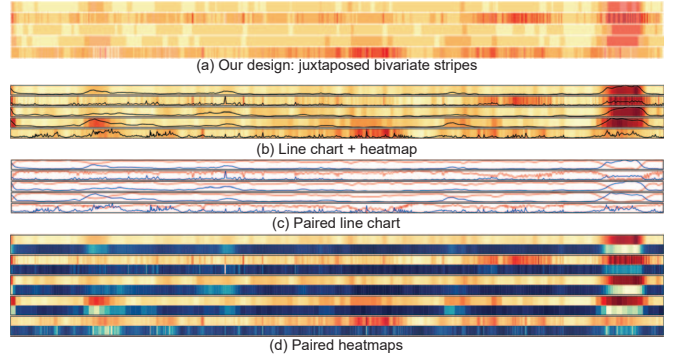 (a) Our design: juxtaposed bivariate stripes
(b) Line chart + heatmap
(c) Paired line chart
(d) Paired heatmaps